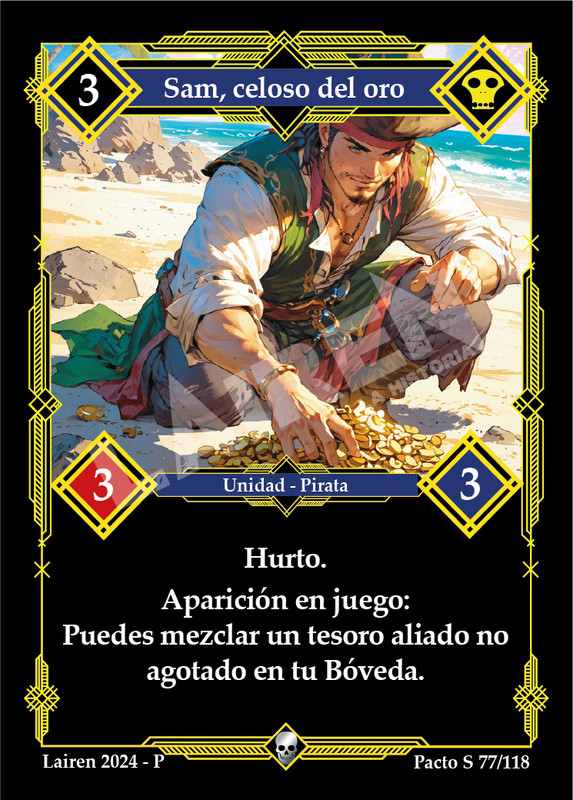 3
Sam, celoso del oro
3
Unidad - Pirata
3
Hurto.
Aparición en juego:
Puedes mezclar un tesoro aliado no
agotado en tu Bóveda.
Lairen 2024 - P
Pacto S 77/118